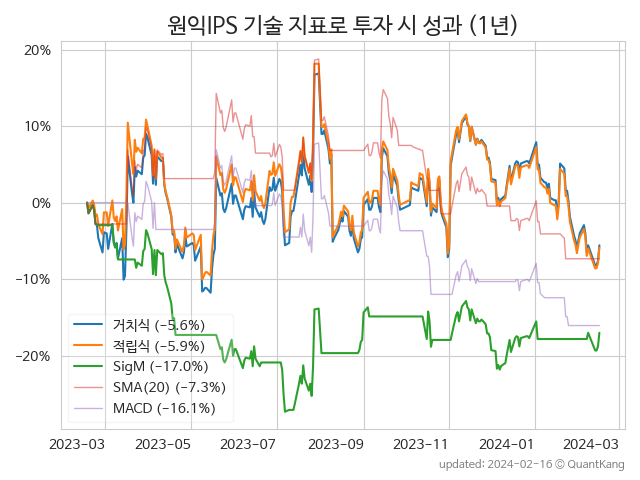 원익IPS 기술 지표로 투자 시 성과 (1년)
20%
10%
0%
−10%
−20%
거치식 (−5.6%)
적립식 (−5.9%)
SigM (−17.0%)
SMA(20) (−7.3%)
MACD (−16.1%)
2023−03 2023−05 2023−07 2023−09 2023−11 2024−01 2024−03
updated: 2024−02−16 © QuantKang